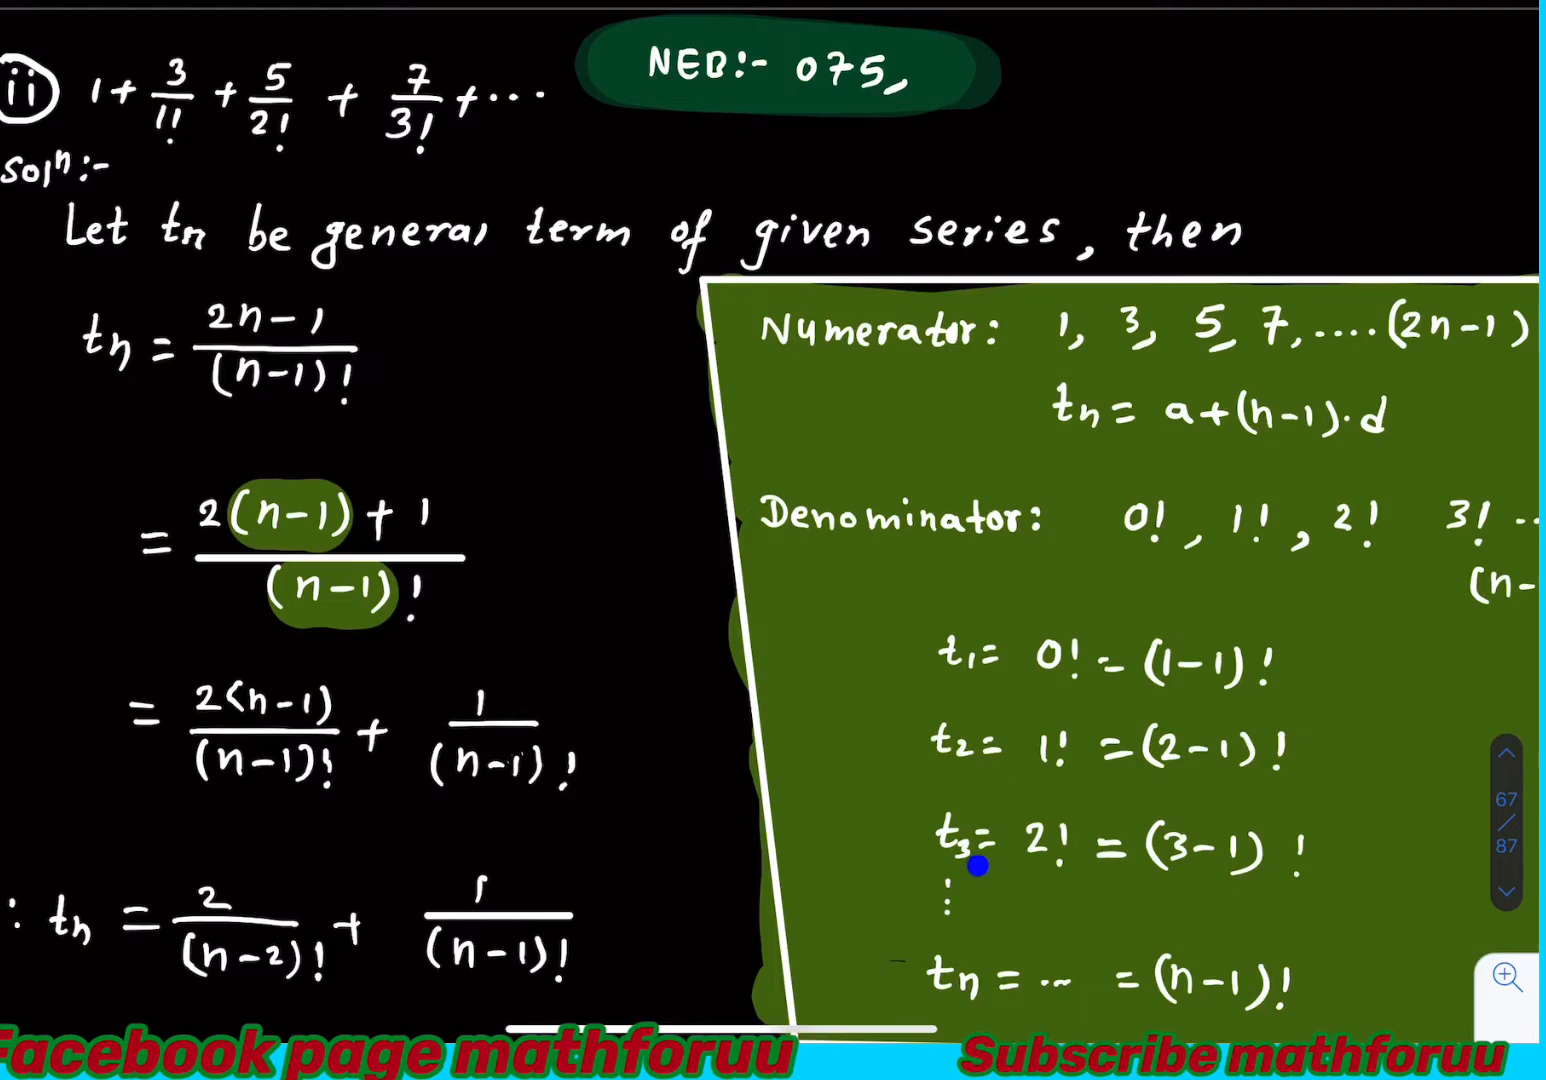 (ii) 1 + 3/1! + 5/2! + 7/3! + ...
NEB:- 075,
Solⁿ:-
Let tn be general term of given series, then
tn = (2n-1)/(n-1)!
= (2(n-1)+1)/(n-1)!
= 2(n-1)/(n-1)! + 1/(n-1)!
∴ tn = 2/(n-2)! + 1/(n-1)!
Numerator: 1, 3, 5, 7, ....(2n-1)
tn = a+(n-1).d
Denominator: 0!, 1!, 2! 3! ..
(n-
t1= 0! = (1-1)!
t2= 1! =(2-1)!
t3= 2! = (3-1)!
⋮
tn = ... = (n-1)!
67
/
87
Facebook page mathforuu
Subscribe mathforuu